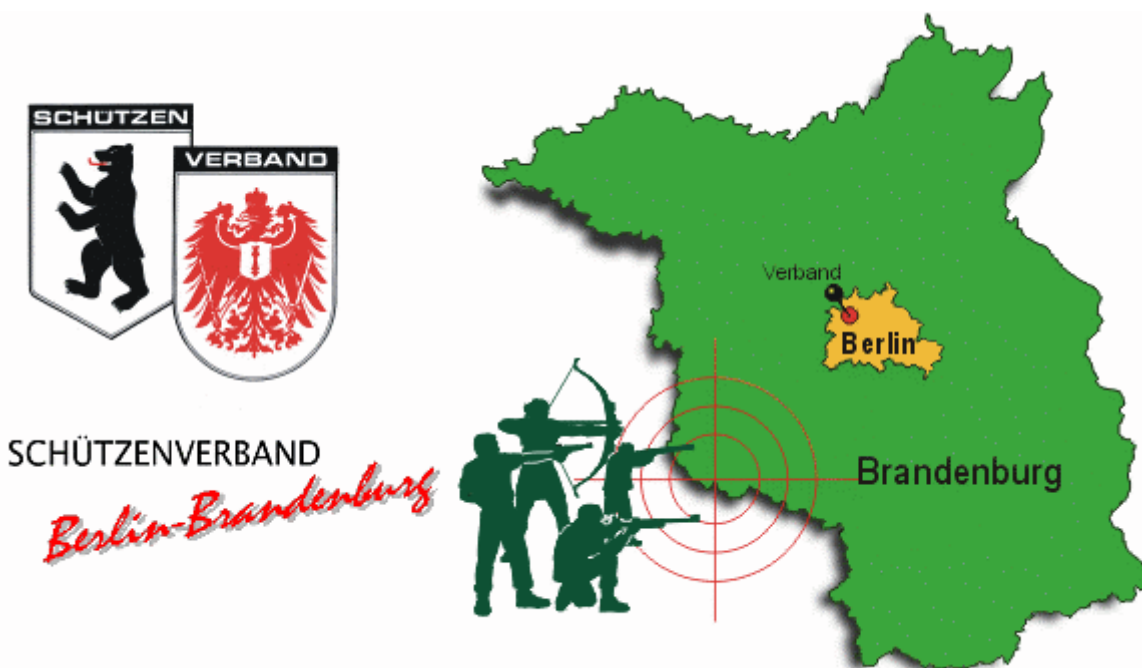 SCHÜTZEN
VERBAND
SCHÜTZENVERBAND
Berlin-Brandenburg
Verband
Berlin
Brandenburg